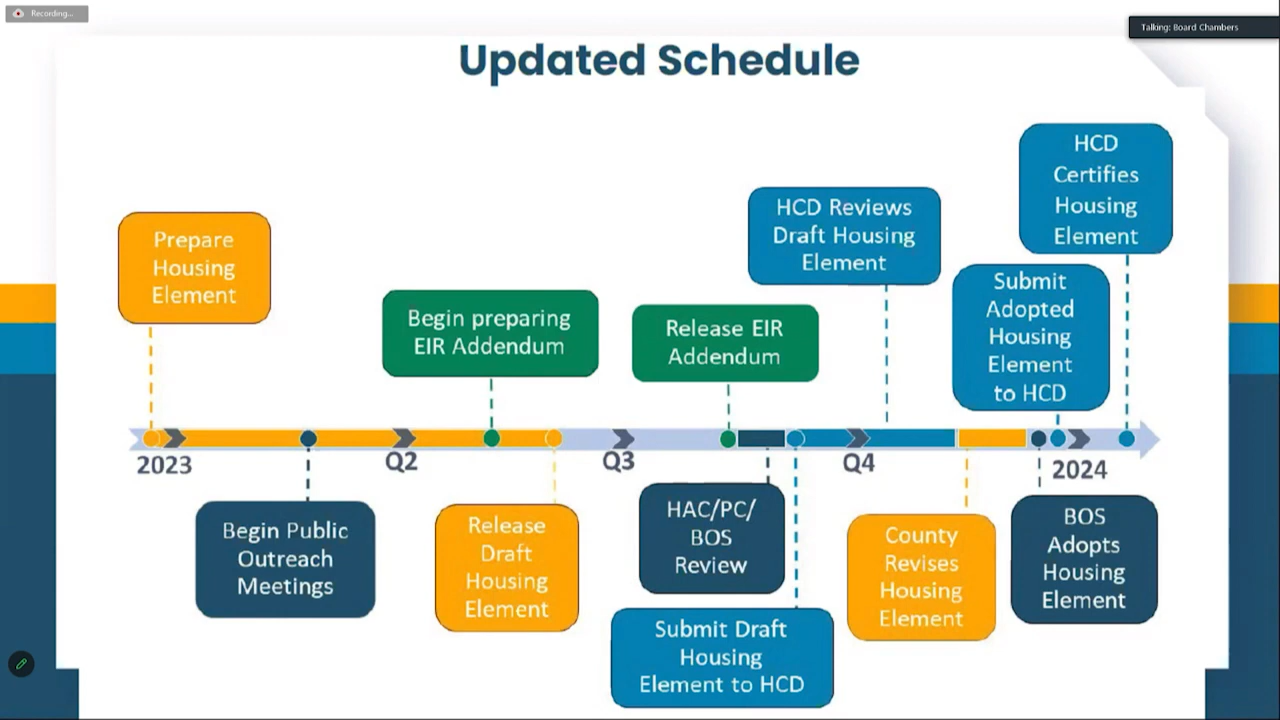 Recording...
Talking: Board Chambers
Updated Schedule
HCD
Certifies
Housing
Element
HCD Reviews
Draft Housing
Element
Prepare
Housing
Element
Submit
Adopted
Housing
Element
to HCD
Begin preparing
EIR Addendum
Release EIR
Addendum
2023
Q2
Q3
Q4
2024
Begin Public
Outreach
Meetings
Release
Draft
Housing
Element
HAC/PC/
BOS
Review
Submit Draft
Housing
Element to HCD
County
Revises
Housing
Element
BOS
Adopts
Housing
Element